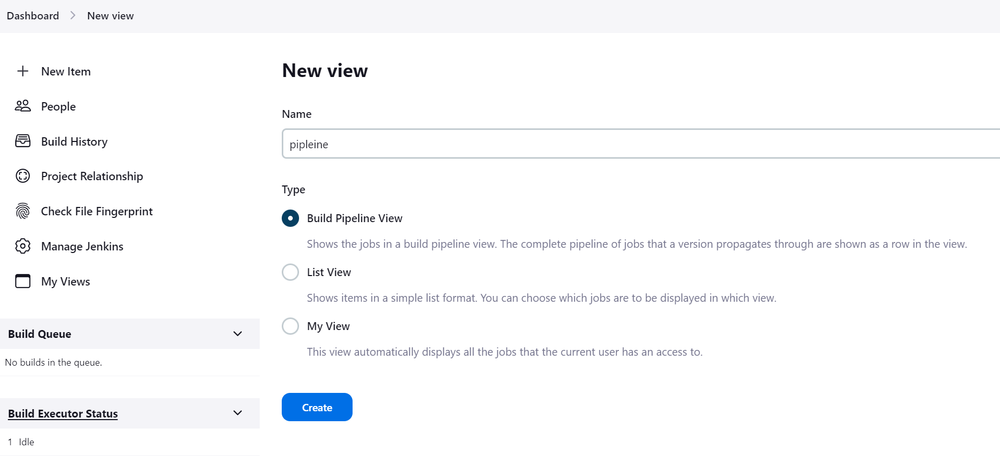 Dashboard > New view
New Item
People
Build History
Project Relationship
Check File Fingerprint
Manage Jenkins
My Views
Build Queue
No builds in the queue.
Build Executor Status
1 Idle
New view
Name
pipleine
Type
Build Pipeline View
Shows the jobs in a build pipeline view. The complete pipeline of jobs that a version propagates through are shown as a row in the view.
List View
Shows items in a simple list format. You can choose which jobs are to be displayed in which view.
My View
This view automatically displays all the jobs that the current user has an access to.
Create